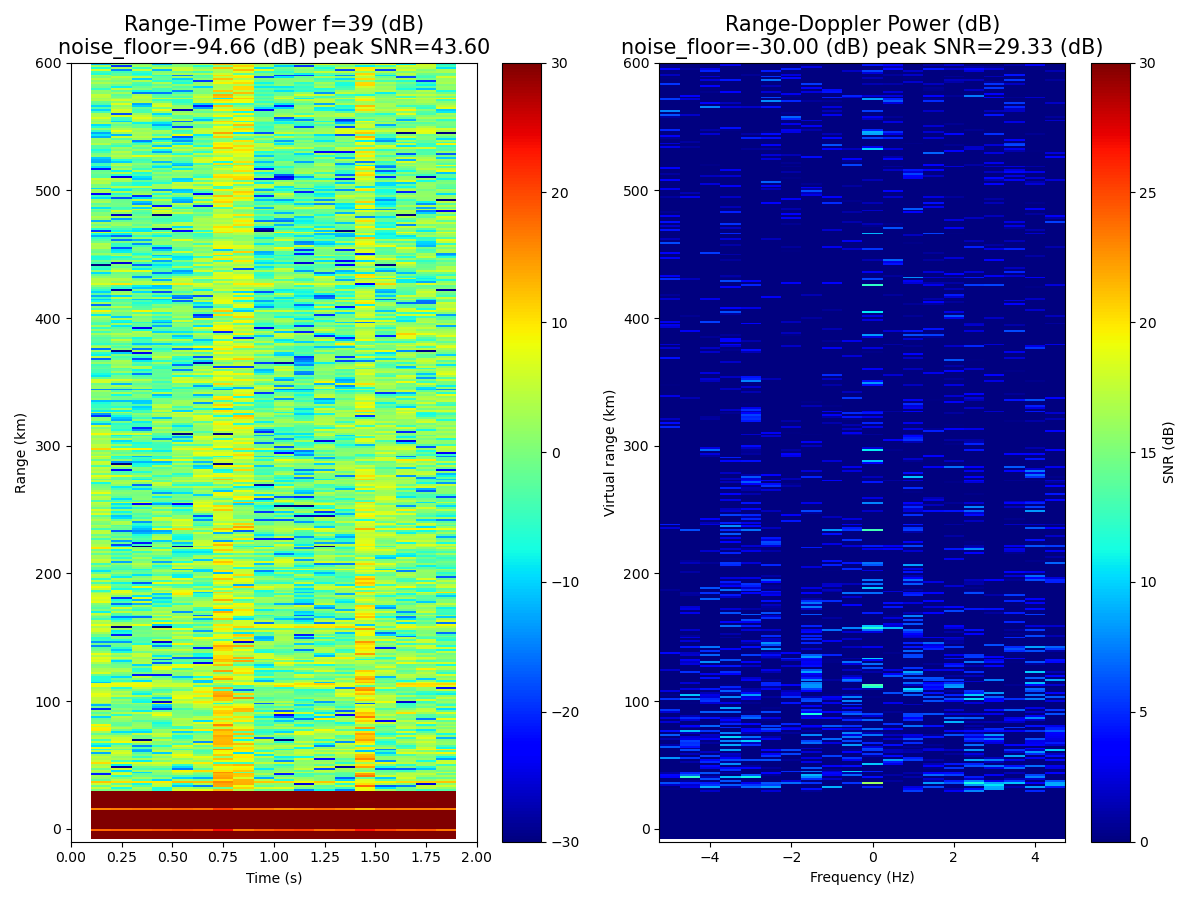 Range-Time Power f=39 (dB)
noise_floor=-94.66 (dB) peak SNR=43.60
Range-Doppler Power (dB)
noise_floor=-30.00 (dB) peak SNR=29.33 (dB)
Range (km)
600
500
400
300
200
100
0
0.00 0.25 0.50 0.75 1.00 1.25 1.50 1.75 2.00
Time (s)
30
20
10
0
−10
−20
−30
Virtual range (km)
600
500
400
300
200
100
0
−4 −2 0 2 4
Frequency (Hz)
30
25
20
15
10
5
0
SNR (dB)